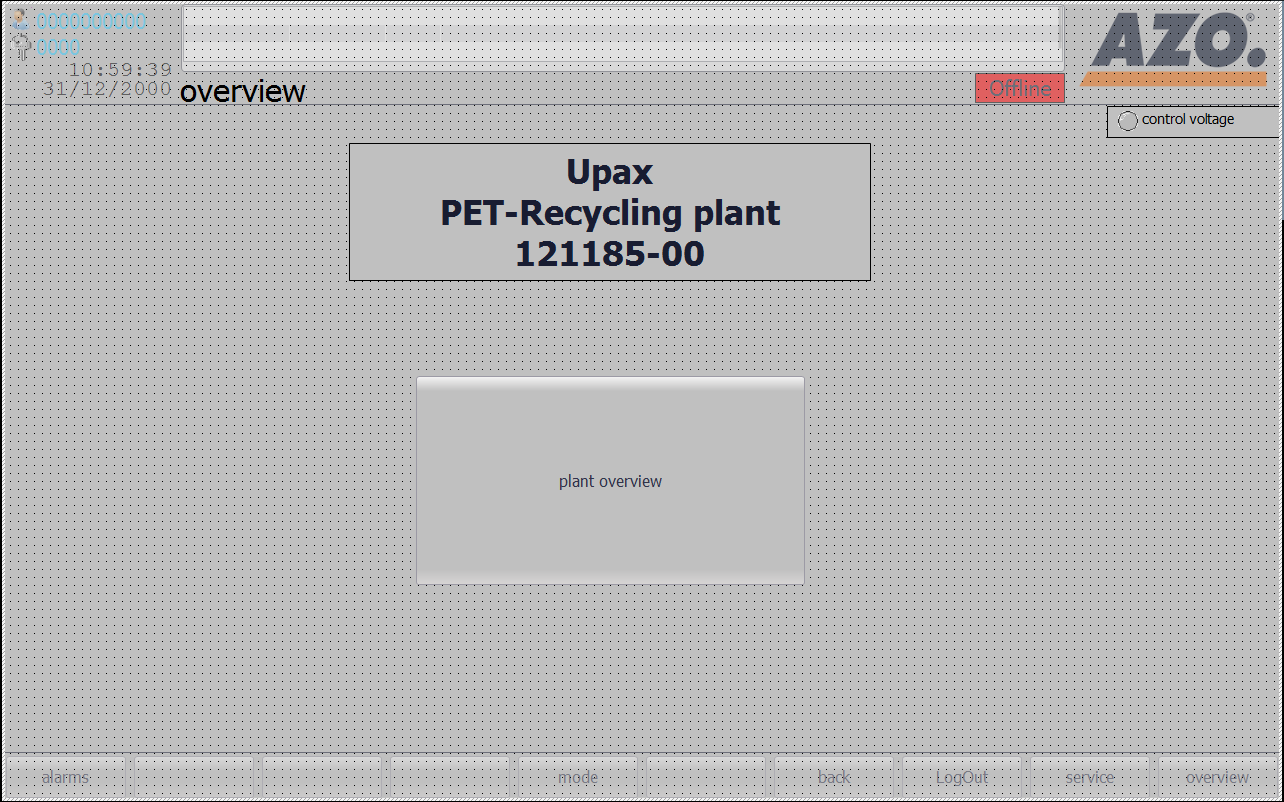 0000000000
0000
10:59:39
31/12/2000
overview
Offline
AZO.®
control voltage
Upax
PET-Recycling plant
121185-00
plant overview
alarms
mode
back
LogOut
service
overview